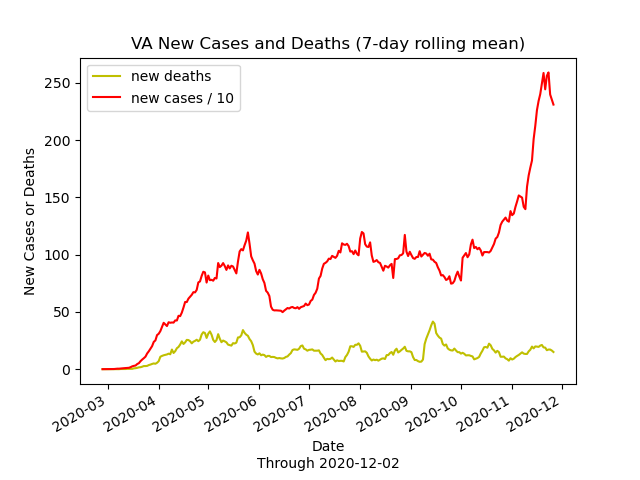 VA New Cases and Deaths (7-day rolling mean)
new deaths
new cases / 10
250
200
150
100
50
0
New Cases or Deaths
2020-03
2020-04
2020-05
2020-06
2020-07
2020-08
2020-09
2020-10
2020-11
2020-12
Date
Through 2020-12-02